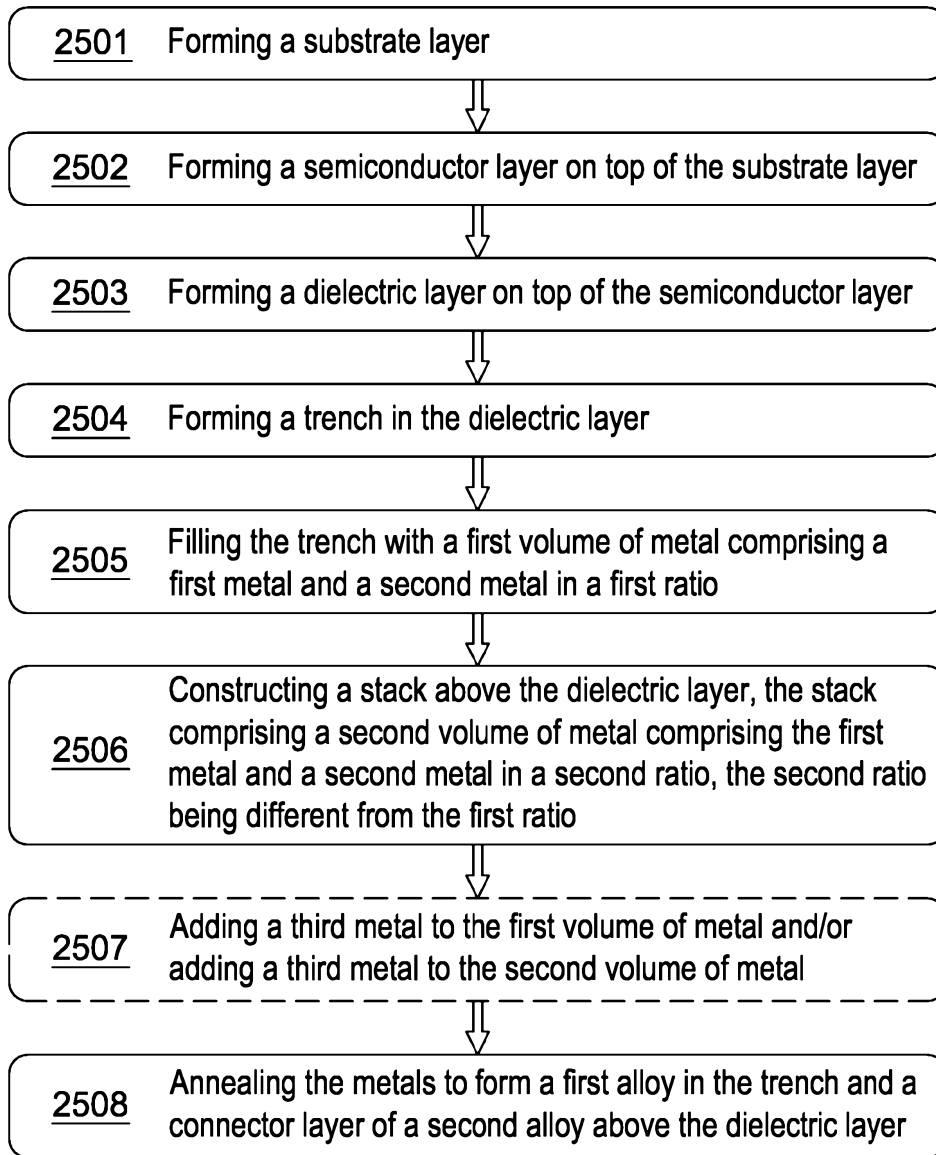 2501 Forming a substrate layer
2502 Forming a semiconductor layer on top of the substrate layer
2503 Forming a dielectric layer on top of the semiconductor layer
2504 Forming a trench in the dielectric layer
2505 Filling the trench with a first volume of metal comprising a
first metal and a second metal in a first ratio
2506 Constructing a stack above the dielectric layer, the stack
comprising a second volume of metal comprising the first
metal and a second metal in a second ratio, the second ratio
being different from the first ratio
2507 Adding a third metal to the first volume of metal and/or
adding a third metal to the second volume of metal
2508 Annealing the metals to form a first alloy in the trench and a
connector layer of a second alloy above the dielectric layer